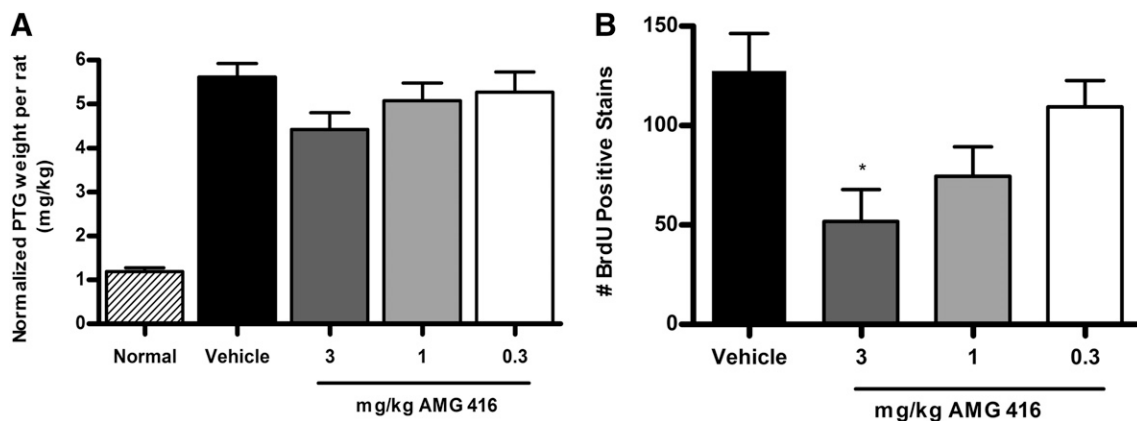 A
Normalized PTG weight per rat
(mg/kg)
6
5
4
3
2
1
0
Normal Vehicle 3 1 0.3
mg/kg AMG 416
B
# BrdU Positive Stains
150
100
50
0
*
Vehicle 3 1 0.3
mg/kg AMG 416